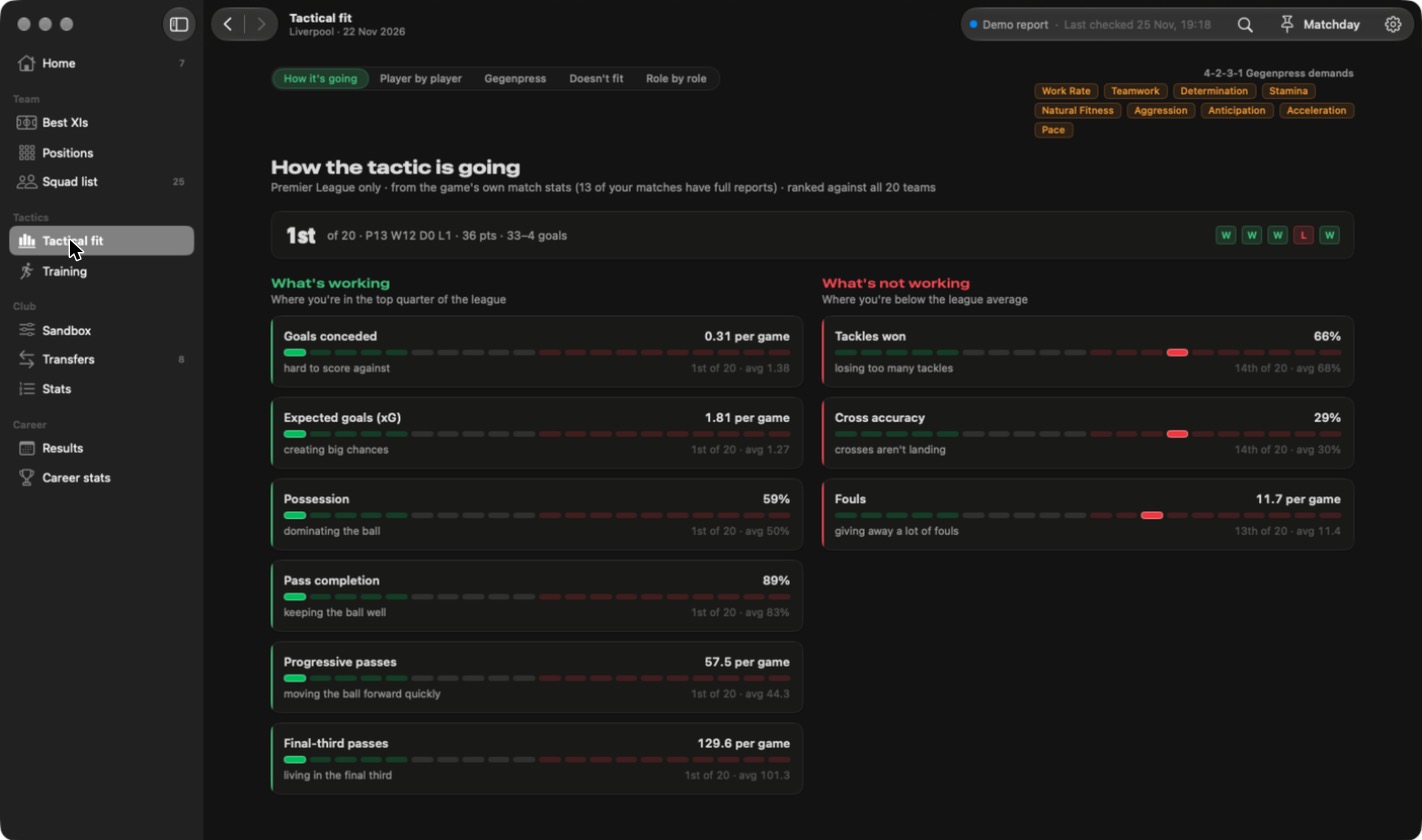 Tactical fit
Liverpool · 22 Nov 2026
Demo report · Last checked 25 Nov, 19:18
Matchday
Home 7
Team
Best XIs
Positions
Squad list 25
Tactics
Tactical fit
Training
Club
Sandbox
Transfers 8
Stats
Career
Results
Career stats
How it's going
Player by player
Gegenpress
Doesn't fit
Role by role
4-2-3-1 Gegenpress demands
Work Rate Teamwork Determination Stamina
Natural Fitness Aggression Anticipation Acceleration
Pace
How the tactic is going
Premier League only · from the game's own match stats (13 of your matches have full reports) · ranked against all 20 teams
1st of 20 · P13 W12 D0 L1 · 36 pts · 33–4 goals
W W W L W
What's working
Where you're in the top quarter of the league
Goals conceded 0.31 per game
hard to score against 1st of 20 · avg 1.38
Expected goals (xG) 1.81 per game
creating big chances 1st of 20 · avg 1.27
Possession 59%
dominating the ball 1st of 20 · avg 50%
Pass completion 89%
keeping the ball well 1st of 20 · avg 83%
Progressive passes 57.5 per game
moving the ball forward quickly 1st of 20 · avg 44.3
Final-third passes 129.6 per game
living in the final third 1st of 20 · avg 101.3
What's not working
Where you're below the league average
Tackles won 66%
losing too many tackles 14th of 20 · avg 68%
Cross accuracy 29%
crosses aren't landing 14th of 20 · avg 30%
Fouls 11.7 per game
giving away a lot of fouls 13th of 20 · avg 11.4